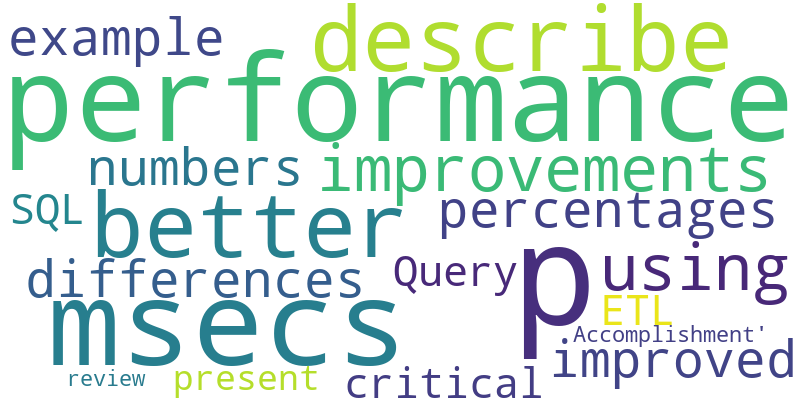 example describe
performance
numbers improvements
SQL better percentages
differences Query p using
msecs ETL
Accomplishment'
improved
review present critical